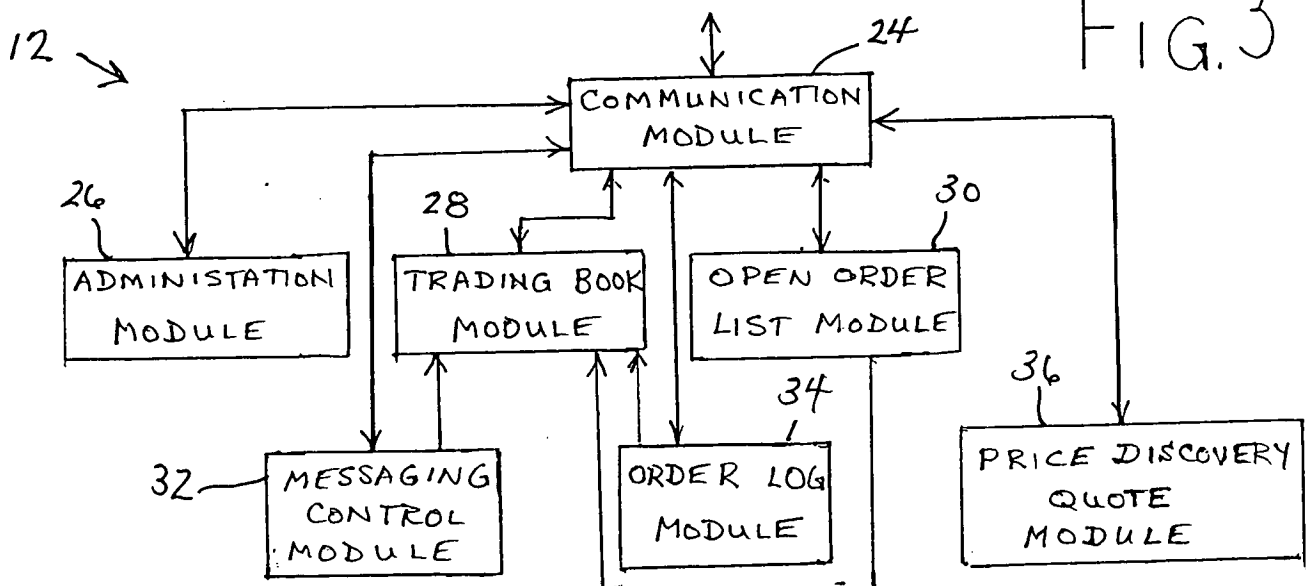 FIG. 3
12
24
COMMUNICATION
MODULE
26
ADMINISTATION
MODULE
28
TRADING BOOK
MODULE
30
OPEN ORDER
LIST MODULE
32
MESSAGING
CONTROL
MODULE
34
ORDER LOG
MODULE
36
PRICE DISCOVERY
QUOTE
MODULE